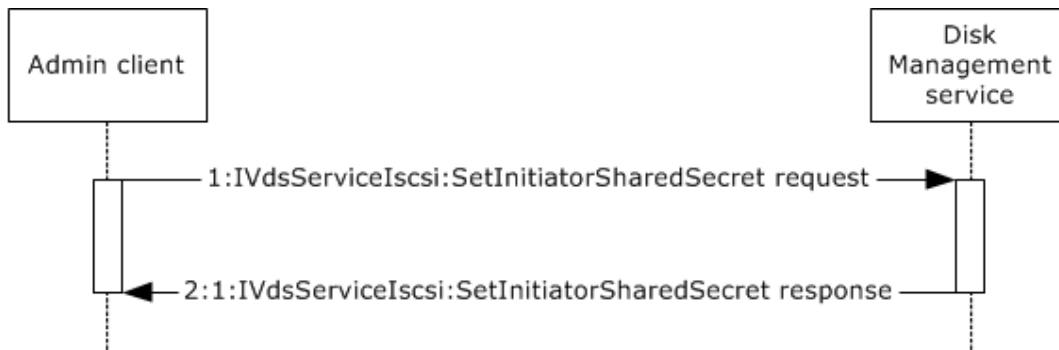 Admin client
Disk
Management
service
1:IVdsServiceIscsi:SetInitiatorSharedSecret request
2:1:IVdsServiceIscsi:SetInitiatorSharedSecret response